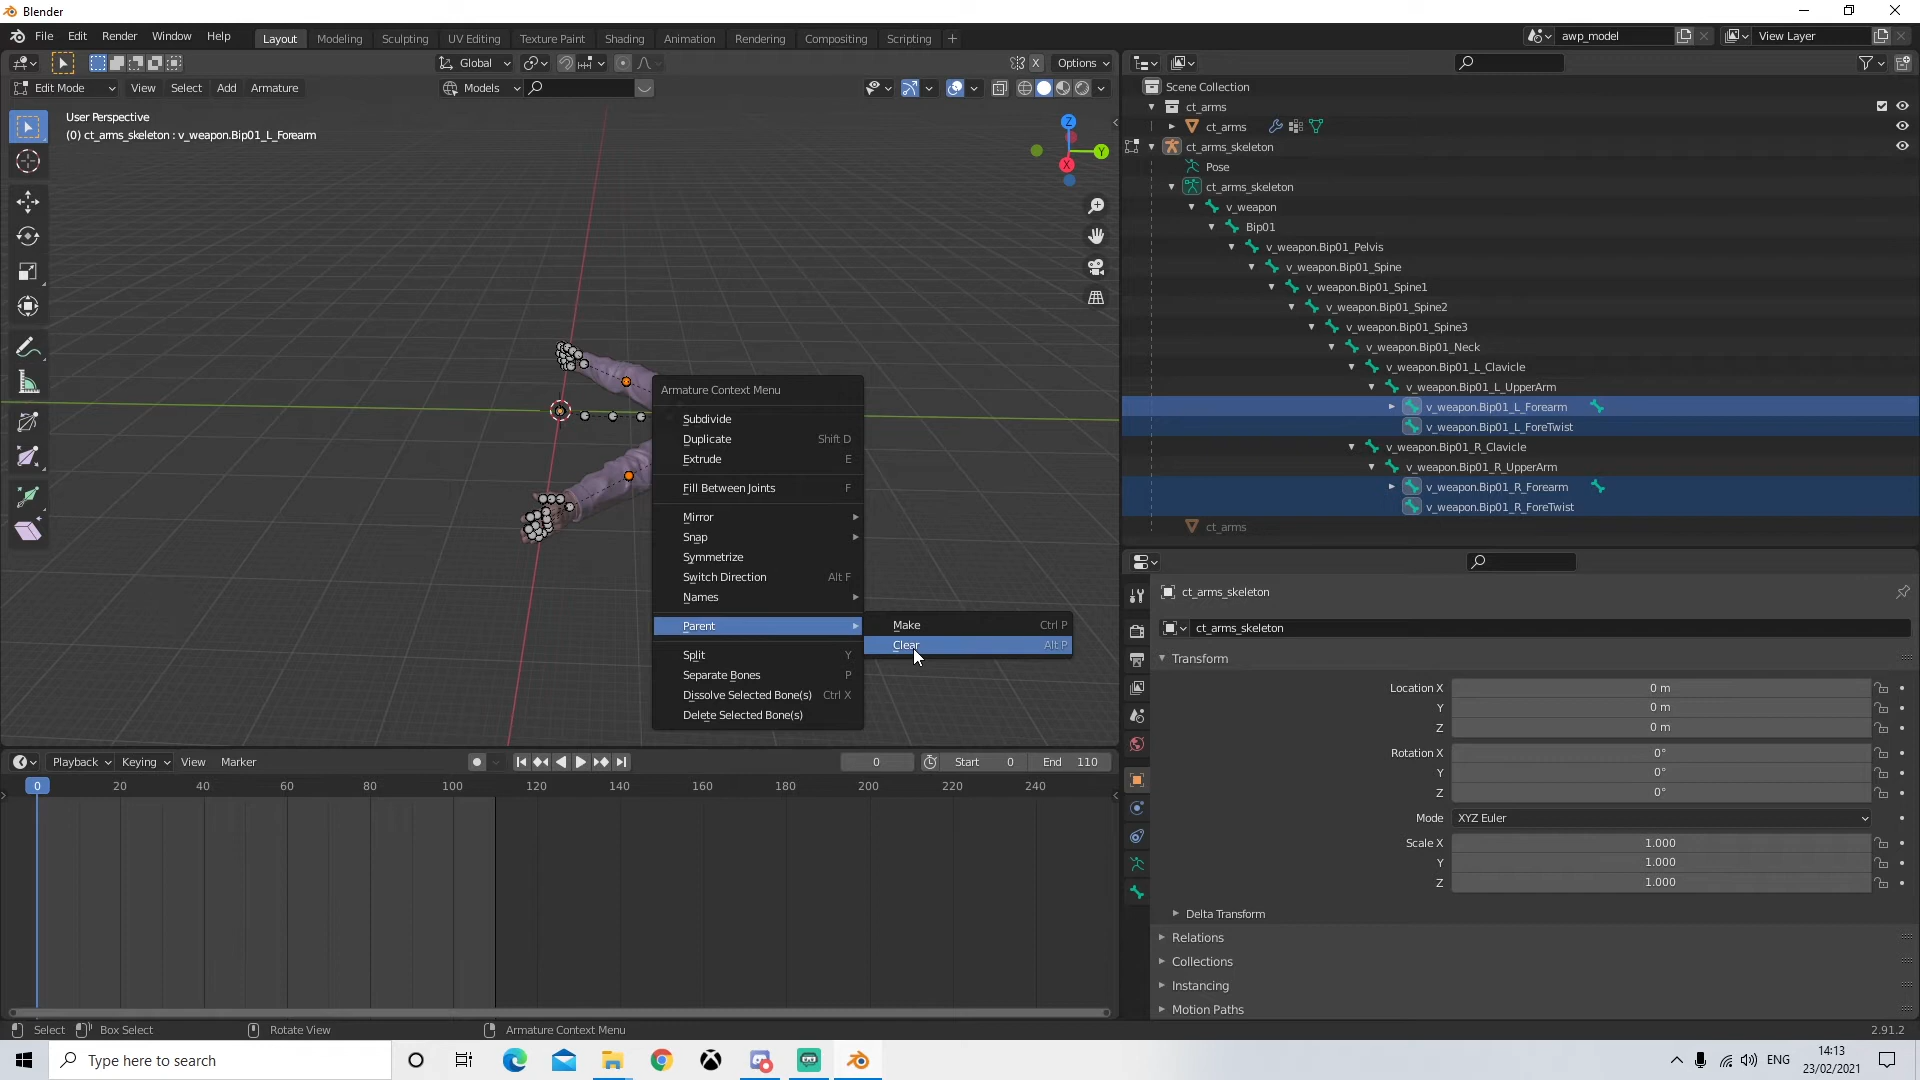 Blender
File Edit Render Window Help
Layout Modeling Sculpting UV Editing Texture Paint Shading Animation Rendering Compositing Scripting +
awp_model
View Layer
Global
X
Options
Edit Mode View Select Add Armature
Models
User Perspective
(0) ct_arms_skeleton : v_weapon.Bip01_L_Forearm
Z
Y
X
Armature Context Menu
Subdivide
Duplicate Shift D
Extrude E
Fill Between Joints F
Mirror
Snap
Symmetrize
Switch Direction Alt F
Names
Parent
Split Y
Separate Bones P
Dissolve Selected Bone(s) Ctrl X
Delete Selected Bone(s)
Make Ctrl P
Clear Alt P
Scene Collection
ct_arms
ct_arms
ct_arms_skeleton
Pose
ct_arms_skeleton
v_weapon
Bip01
v_weapon.Bip01_Pelvis
v_weapon.Bip01_Spine
v_weapon.Bip01_Spine1
v_weapon.Bip01_Spine2
v_weapon.Bip01_Spine3
v_weapon.Bip01_Neck
v_weapon.Bip01_L_Clavicle
v_weapon.Bip01_L_UpperArm
v_weapon.Bip01_L_Forearm
v_weapon.Bip01_L_ForeTwist
v_weapon.Bip01_R_Clavicle
v_weapon.Bip01_R_UpperArm
v_weapon.Bip01_R_Forearm
v_weapon.Bip01_R_ForeTwist
ct_arms
ct_arms_skeleton
ct_arms_skeleton
Transform
Location X 0 m
Y 0 m
Z 0 m
Rotation X 0°
Y 0°
Z 0°
Mode XYZ Euler
Scale X 1.000
Y 1.000
Z 1.000
Delta Transform
Relations
Collections
Instancing
Motion Paths
Playback Keying View Marker
0 Start 0 End 110
0 20 40 60 80 100 120 140 160 180 200 220 240
Select Box Select Rotate View Armature Context Menu
2.91.2
Type here to search
ENG
14:13
23/02/2021